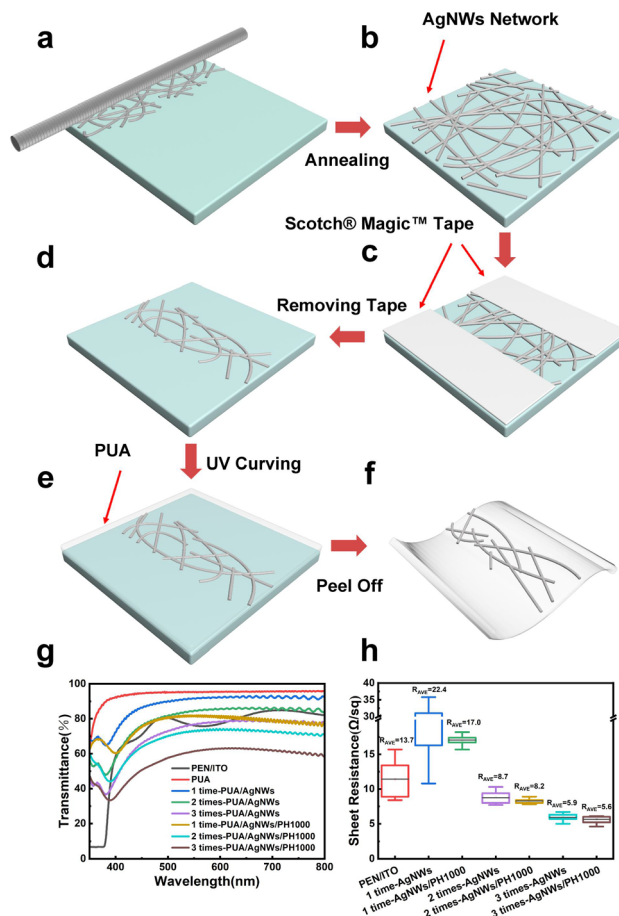 a
b
AgNWs Network
Annealing
Scotch® Magic™ Tape
d
c
Removing Tape
PUA
UV Curving
e
f
Peel Off
g
100
90
80
70
60
50
40
30
20
10
0
Transmittance(%)
PEN/ITO
PUA
1 time-PUA/AgNWs
2 times-PUA/AgNWs
3 times-PUA/AgNWs
1 time-PUA/AgNWs/PH1000
2 times-PUA/AgNWs/PH1000
3 times-PUA/AgNWs/PH1000
400
500
600
700
800
Wavelength(nm)
h
40
35
30
15
10
5
0
Sheet Resistance(Ω/sq)
RAVE=13.7
RAVE=22.4
RAVE=17.0
RAVE=8.7
RAVE=8.2
RAVE=5.9
RAVE=5.6
PEN/ITO
1 time-AgNWs
1 time-AgNWs/PH1000
2 times-AgNWs
2 times-AgNWs/PH1000
3 times-AgNWs
3 times-AgNWs/PH1000